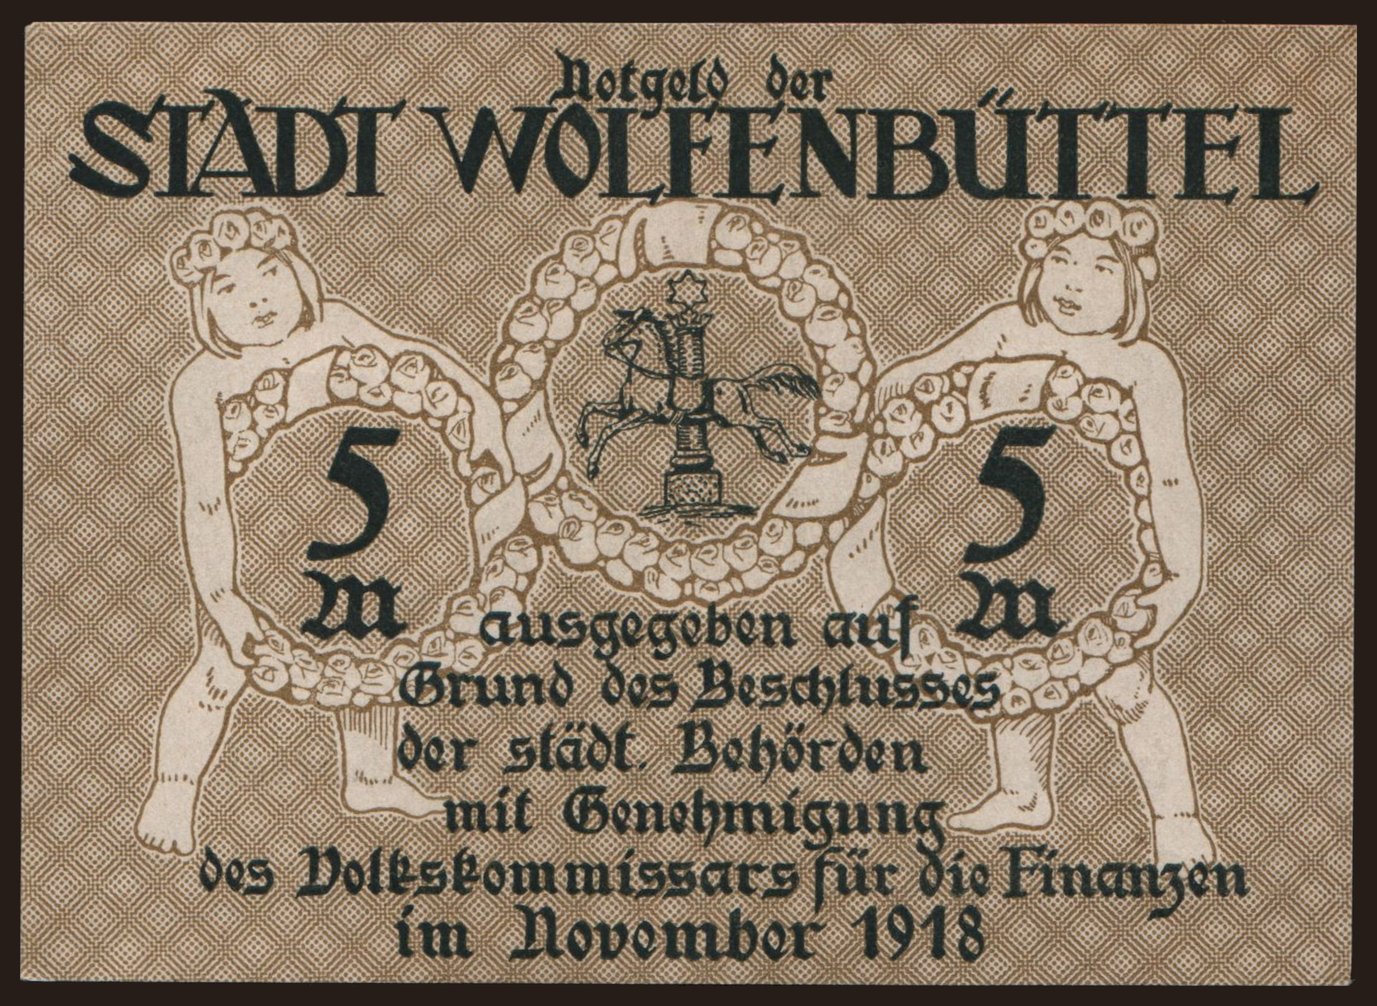 Notgeld der
STADT WOLFENBÜTTEL
5 5
M M
ausgegeben auf
Grund des Beschlusses
der städt. Behörden
mit Genehmigung
des Volkskommissars für die Finanzen
im November 1918